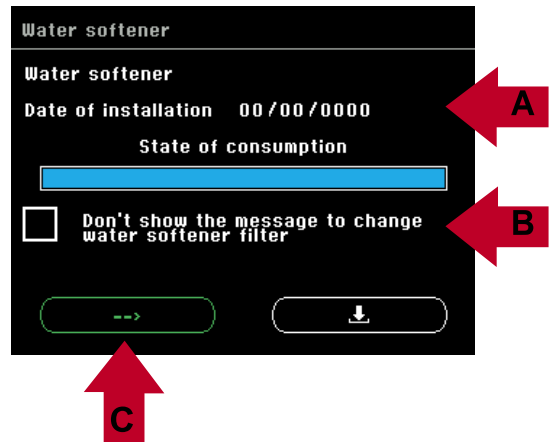 Water softener
Water softener
Date of installation 00/00/0000
A
State of consumption
Don't show the message to change
water softener filter
B
-->
C